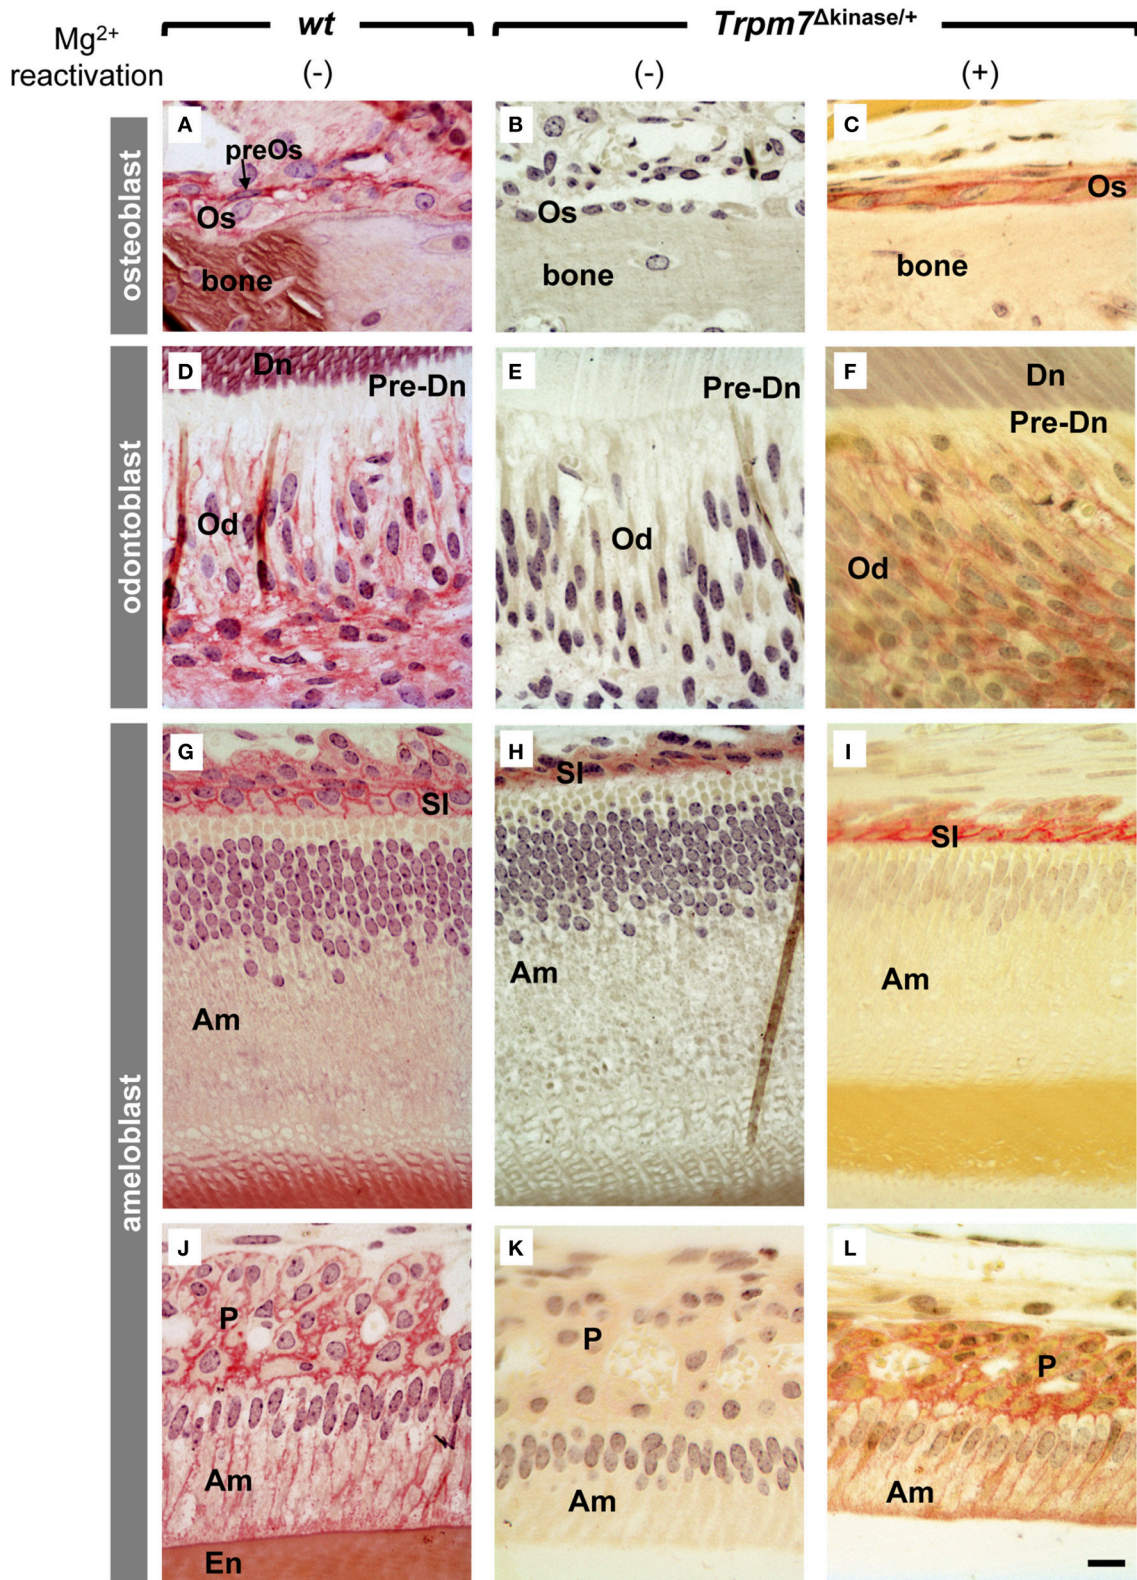 wt
Trpm7Δkinase/+
Mg2+
reactivation
(-)
(-)
(+)
osteoblast
A
preOs
Os
bone
B
Os
bone
C
Os
bone
odontoblast
D
Dn
Pre-Dn
Od
E
Pre-Dn
Od
F
Dn
Pre-Dn
Od
ameloblast
G
SI
Am
H
SI
Am
I
SI
Am
J
P
Am
En
K
P
Am
L
P
Am